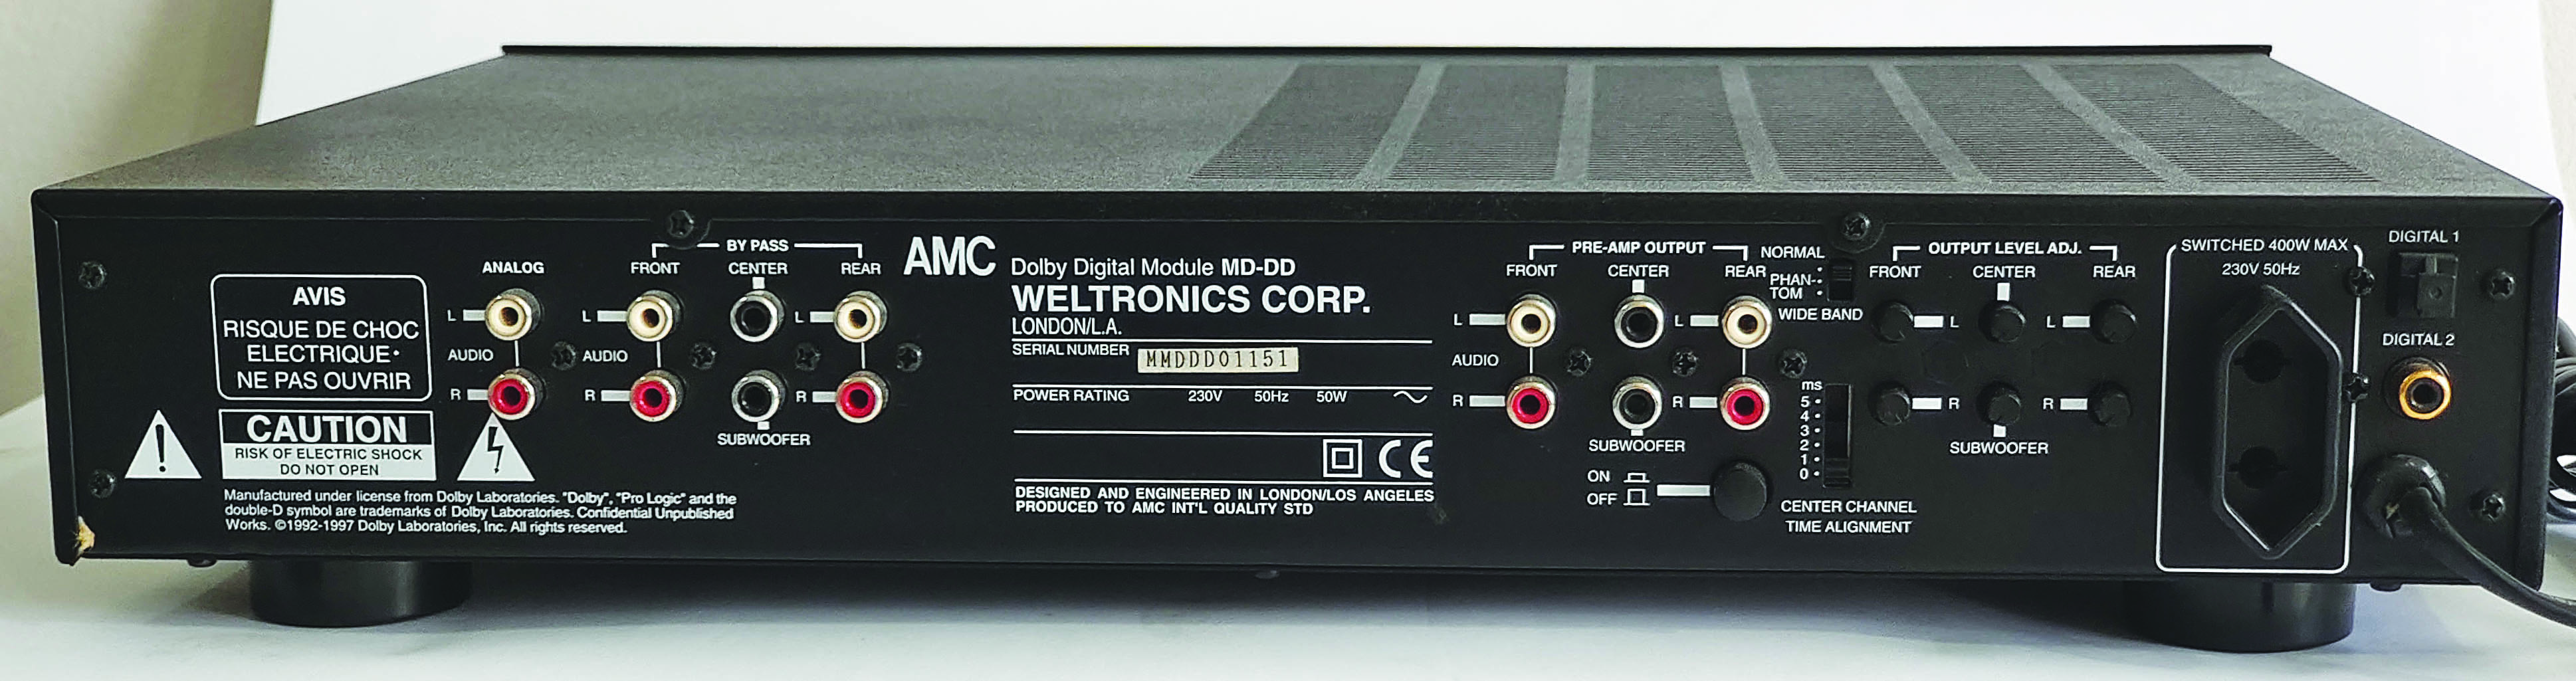 AVIS
RISQUE DE CHOC
ELECTRIQUE·
NE PAS OUVRIR
CAUTION
RISK OF ELECTRIC SHOCK
DO NOT OPEN
Manufactured under license from Dolby Laboratories. "Dolby", "Pro Logic" and the
double-D symbol are trademarks of Dolby Laboratories. Confidential Unpublished
Works. ©1992-1997 Dolby Laboratories, Inc. All rights reserved.
ANALOG
L
AUDIO
R
BY PASS
FRONT CENTER REAR
L L
AUDIO
R R
SUBWOOFER
AMC
Dolby Digital Module MD-DD
WELTRONICS CORP.
LONDON/L.A.
SERIAL NUMBER MMDDD01151
POWER RATING 230V 50Hz 50W
CE
DESIGNED AND ENGINEERED IN LONDON/LOS ANGELES
PRODUCED TO AMC INT'L QUALITY STD
PRE-AMP OUTPUT
FRONT CENTER REAR
L L
AUDIO
R R
SUBWOOFER
ON
OFF
NORMAL
PHAN-
TOM
WIDE BAND
ms
5
4
3
2
1
0
CENTER CHANNEL
TIME ALIGNMENT
OUTPUT LEVEL ADJ.
FRONT CENTER REAR
L L
R R
SUBWOOFER
SWITCHED 400W MAX
230V 50Hz
DIGITAL 1
DIGITAL 2